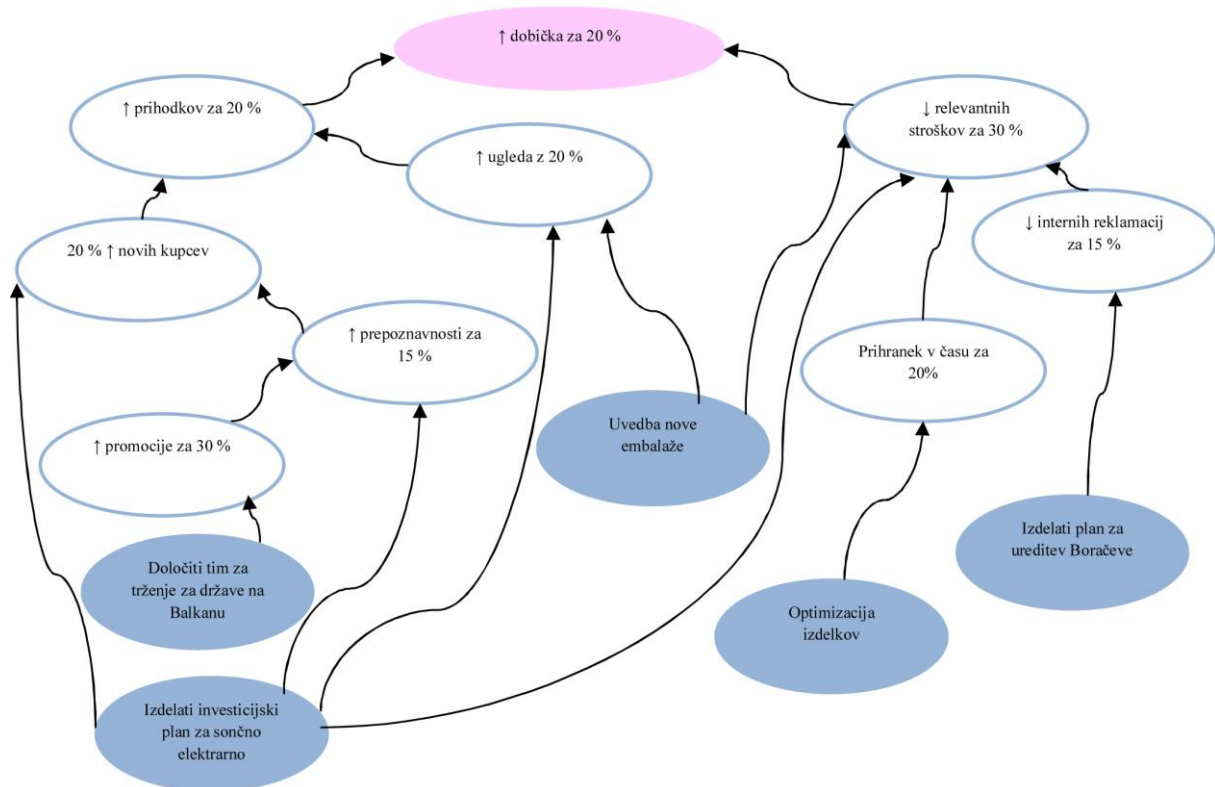 ↑ dobička za 20 %
↑ prihodkov za 20 %
↓ relevantnih
stroškov za 30 %
↑ ugleda z 20 %
20 % ↑ novih kupcev
↓ internih reklamacij
za 15 %
↑ prepoznavnosti za
15 %
Prihranek v času za
20%
↑ promocije za 30 %
Uvedba nove
embalaže
Določiti tim za
trženje za države na
Balkanu
Izdelati plan za
ureditev Boračeve
Optimizacija
izdelkov
Izdelati investicijski
plan za sončno
elektrarno